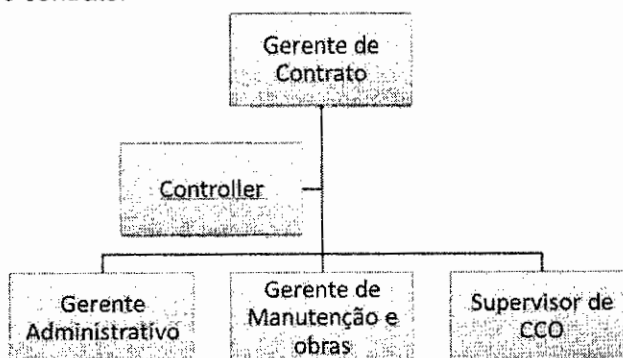 Gerente de
Contrato
Controller
Gerente
Administrativo
Gerente de
Manutenção e
obras
Supervisor de
CCO